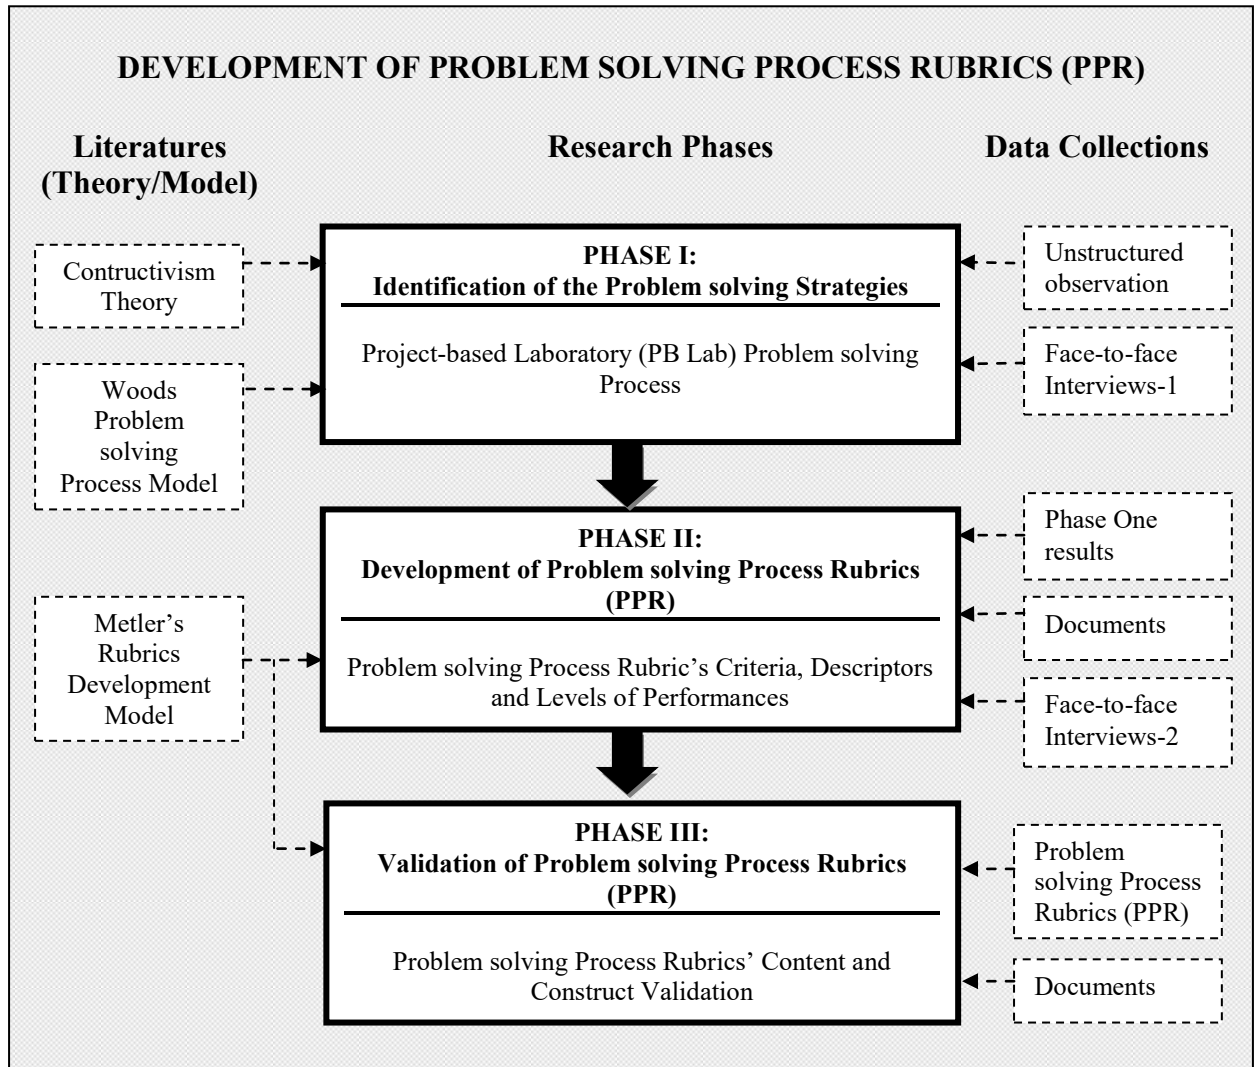 DEVELOPMENT OF PROBLEM SOLVING PROCESS RUBRICS (PPR)
Literatures
(Theory/Model)
Research Phases
Data Collections
Contructivism
Theory
Woods
Problem
solving
Process Model
Metler's
Rubrics
Development
Model
PHASE I:
Identification of the Problem solving Strategies
Project-based Laboratory (PB Lab) Problem solving
Process
PHASE II:
Development of Problem solving Process Rubrics
(PPR)
Problem solving Process Rubric's Criteria, Descriptors
and Levels of Performances
PHASE III:
Validation of Problem solving Process Rubrics
(PPR)
Problem solving Process Rubrics' Content and
Construct Validation
Unstructured
observation
Face-to-face
Interviews-1
Phase One
results
Documents
Face-to-face
Interviews-2
Problem
solving Process
Rubrics (PPR)
Documents